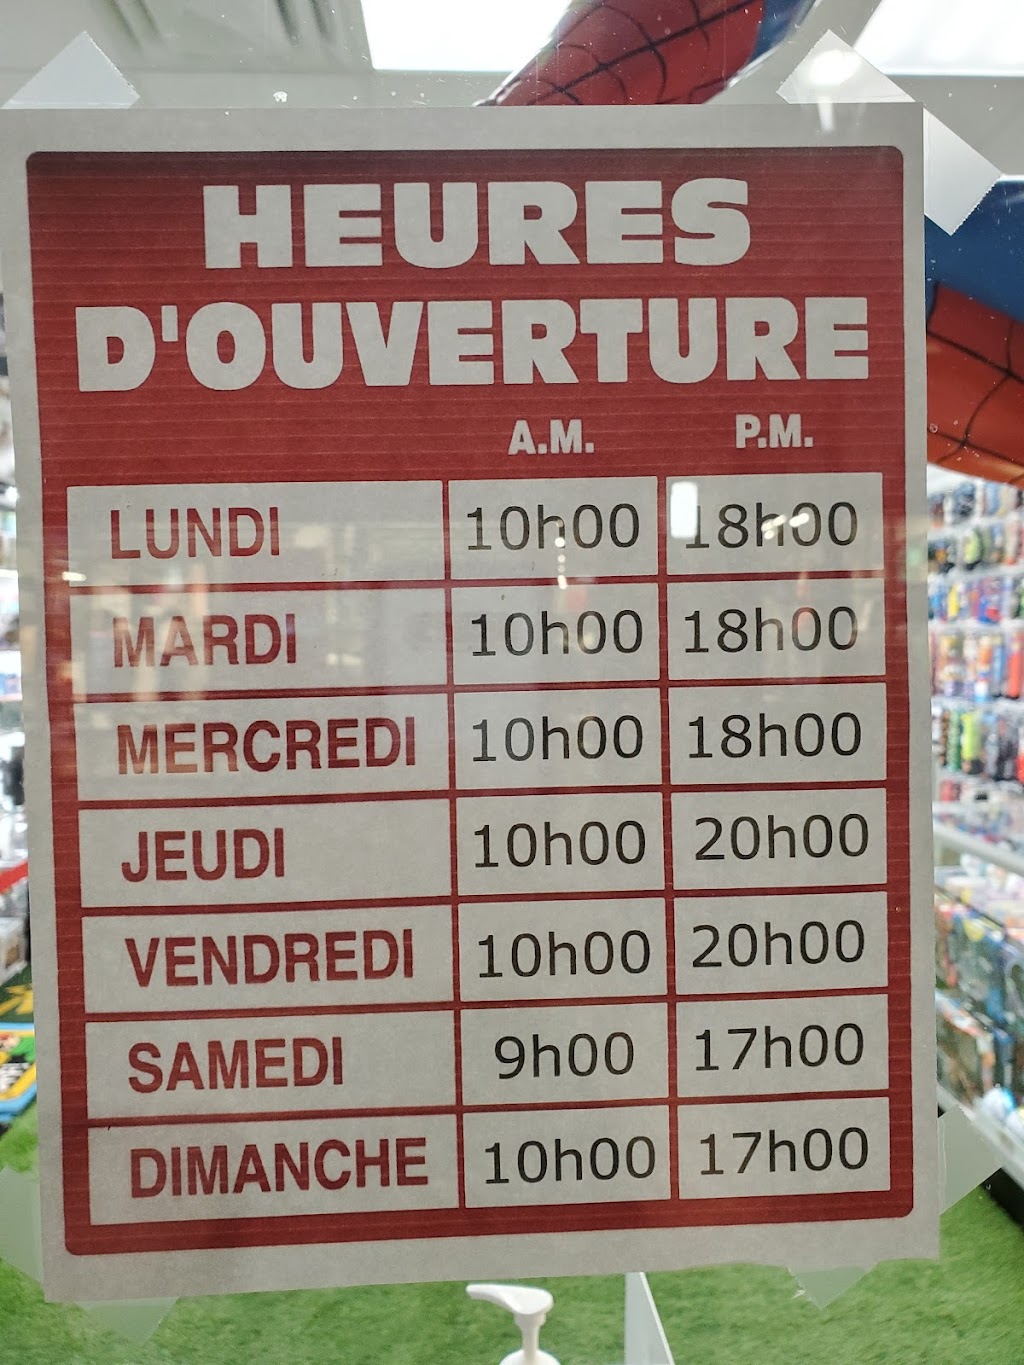 HEURES
D'OUVERTURE
A.M. P.M.
LUNDI 10h00 18h00
MARDI 10h00 18h00
MERCREDI 10h00 18h00
JEUDI 10h00 20h00
VENDREDI 10h00 20h00
SAMEDI 9h00 17h00
DIMANCHE 10h00 17h00